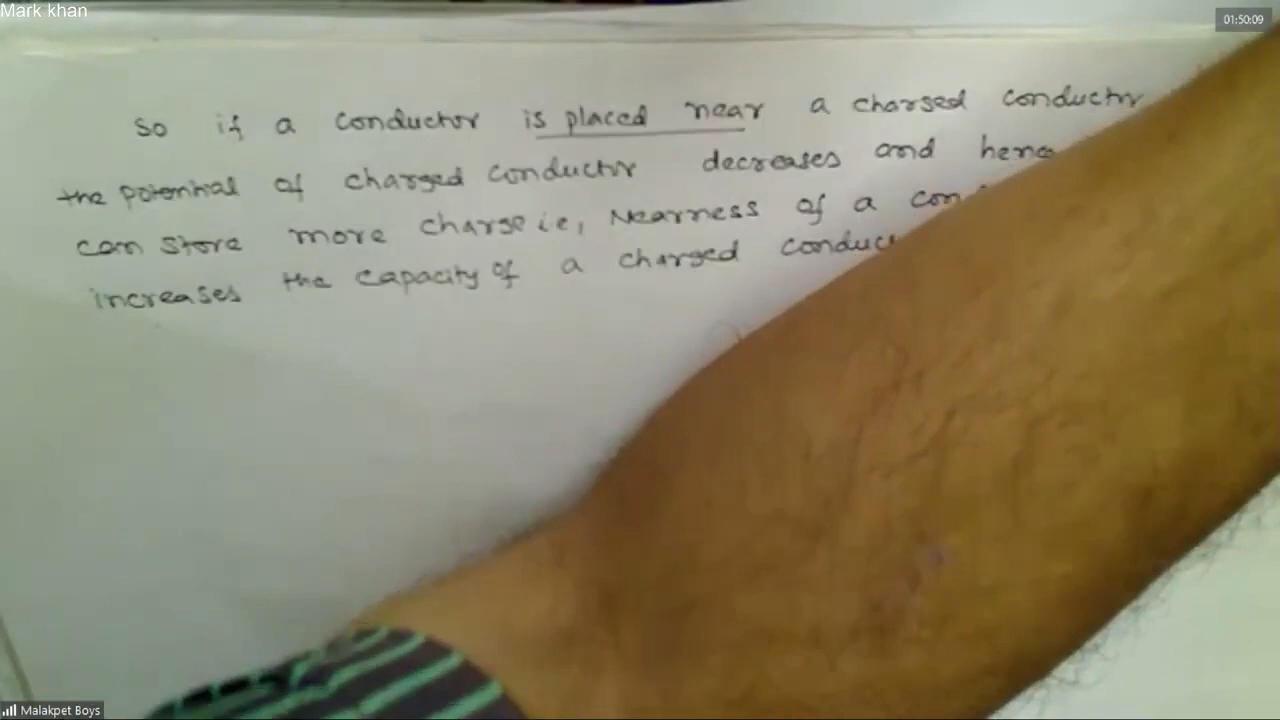 Mark khan
01:50:09
So if a conductor is placed near a charged conductor
the potential of charged conductor decreases and hence
can store more charge ie, Nearness of a
increases the capacity of a charged
Malakpet Boys